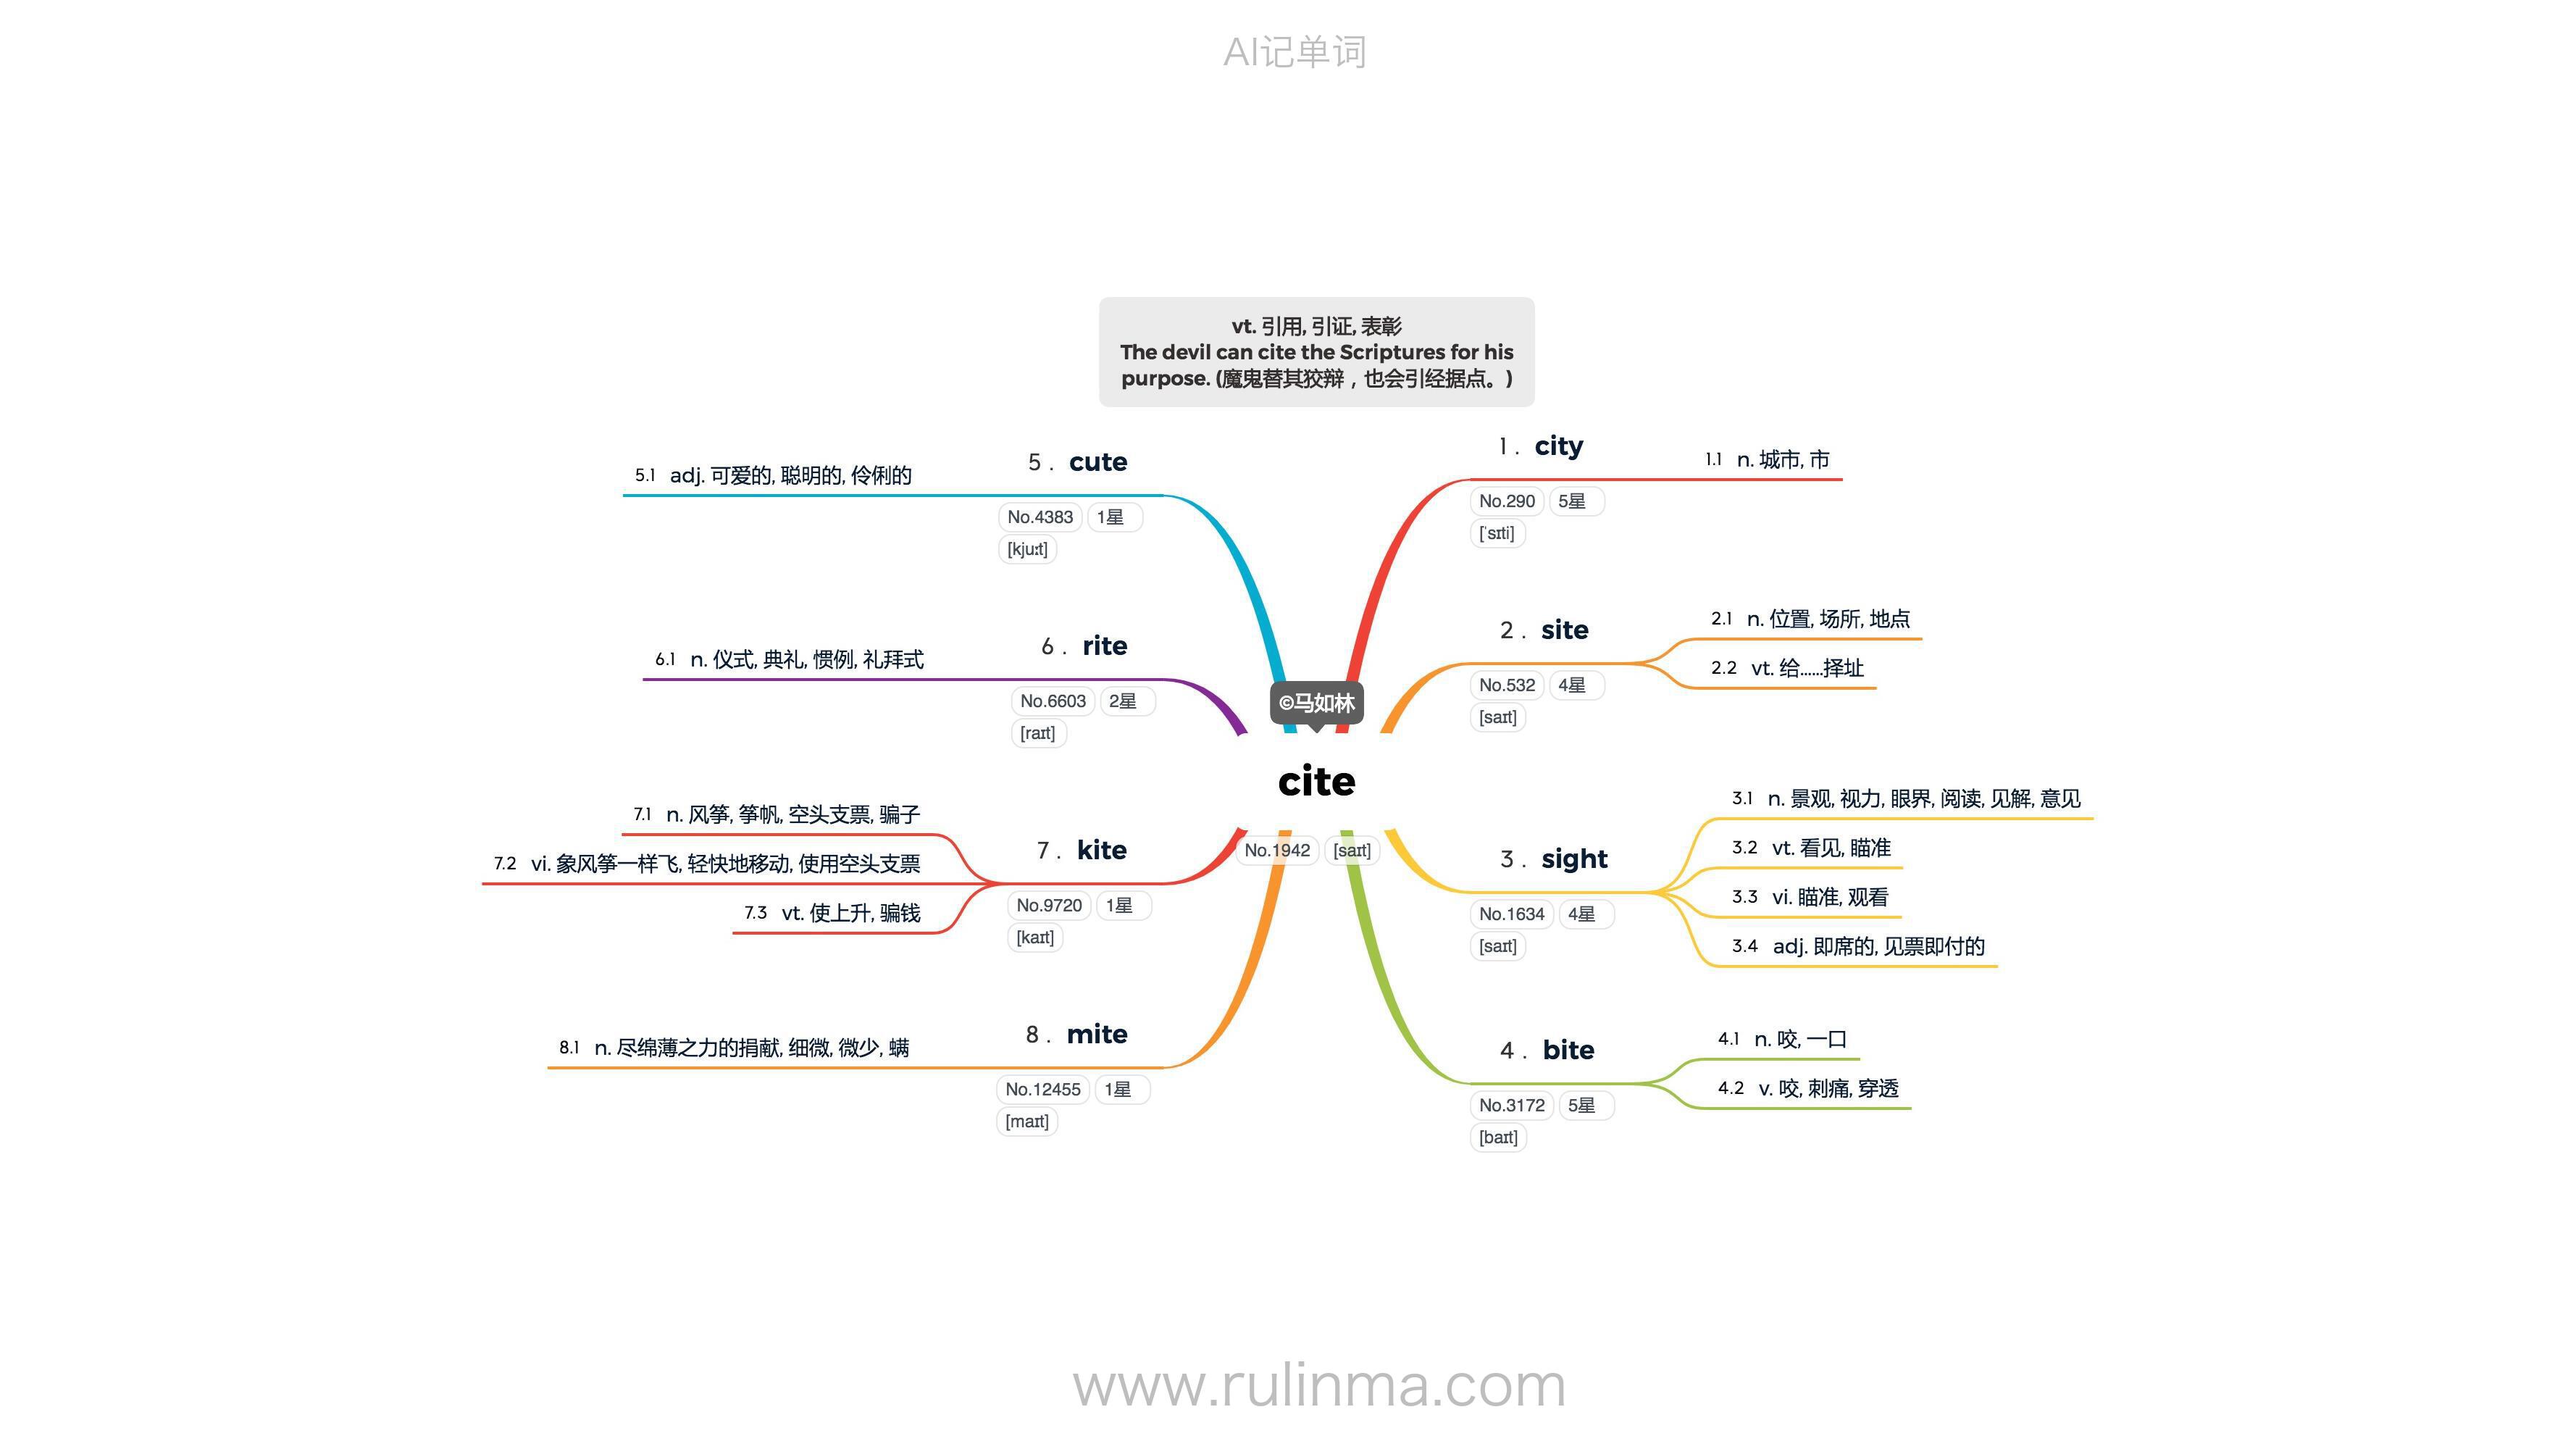 AI记单词
vt. 引用, 引证, 表彰
The devil can cite the Scriptures for his
purpose. (魔鬼替其狡辩，也会引经据点。)
©马如林
cite
No.1942 [saɪt]
1. city
No.290 5星
[ˈsɪti]
1.1 n. 城市, 市
2. site
No.532 4星
[saɪt]
2.1 n. 位置, 场所, 地点
2.2 vt. 给……择址
3. sight
No.1634 4星
[saɪt]
3.1 n. 景观, 视力, 眼界, 阅读, 见解, 意见
3.2 vt. 看见, 瞄准
3.3 vi. 瞄准, 观看
3.4 adj. 即席的, 见票即付的
4. bite
No.3172 5星
[baɪt]
4.1 n. 咬, 一口
4.2 v. 咬, 刺痛, 穿透
5. cute
No.4383 1星
[kjuːt]
5.1 adj. 可爱的, 聪明的, 伶俐的
6. rite
No.6603 2星
[raɪt]
6.1 n. 仪式, 典礼, 惯例, 礼拜式
7. kite
No.9720 1星
[kaɪt]
7.1 n. 风筝, 筝帆, 空头支票, 骗子
7.2 vi. 象风筝一样飞, 轻快地移动, 使用空头支票
7.3 vt. 使上升, 骗钱
8. mite
No.12455 1星
[maɪt]
8.1 n. 尽绵薄之力的捐献, 细微, 微少, 螨
www.rulinma.com